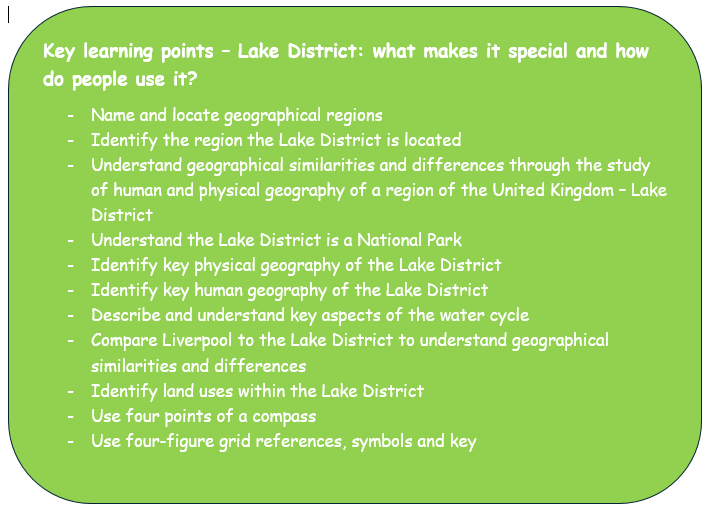 Key learning points – Lake District: what makes it special and how
do people use it?
- Name and locate geographical regions
- Identify the region the Lake District is located
- Understand geographical similarities and differences through the study
of human and physical geography of a region of the United Kingdom – Lake
District
- Understand the Lake District is a National Park
- Identify key physical geography of the Lake District
- Identify key human geography of the Lake District
- Describe and understand key aspects of the water cycle
- Compare Liverpool to the Lake District to understand geographical
similarities and differences
- Identify land uses within the Lake District
- Use four points of a compass
- Use four-figure grid references, symbols and key